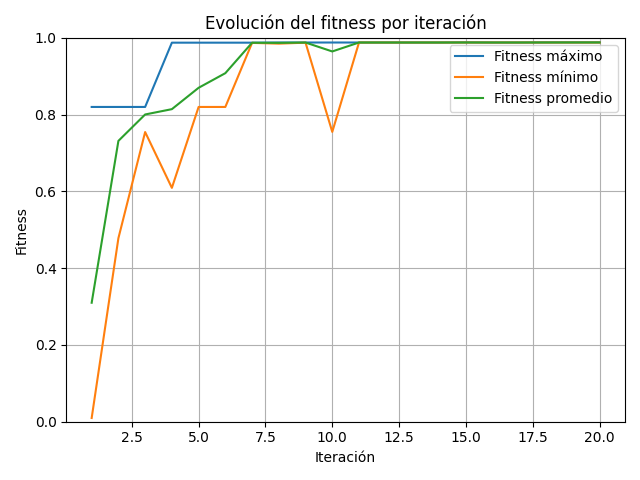 Evolución del fitness por iteración
Fitness
1.0
0.8
0.6
0.4
0.2
0.0
Fitness máximo
Fitness mínimo
Fitness promedio
2.5 5.0 7.5 10.0 12.5 15.0 17.5 20.0
Iteración